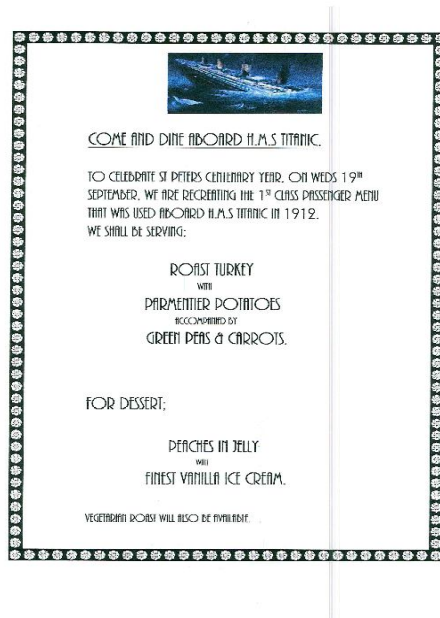 COME AND DINE ABOARD H.M.S TITANIC.
TO CELEBRATE ST PETERS CENTENARY YEAR, ON WEDS 19TH
SEPTEMBER, WE ARE RECREATING THE 1ST CLASS PASSENGER MENU
THAT WAS USED ABOARD H.M.S TITANIC IN 1912.
WE SHALL BE SERVING;
ROAST TURKEY
WITH
PARMENTIER POTATOES
ACCOMPANIED BY
GREEN PEAS & CARROTS.
FOR DESSERT;
PEACHES IN JELLY
WITH
FINEST VANILLA ICE CREAM.
VEGETARIAN ROAST WILL ALSO BE AVAILABLE.